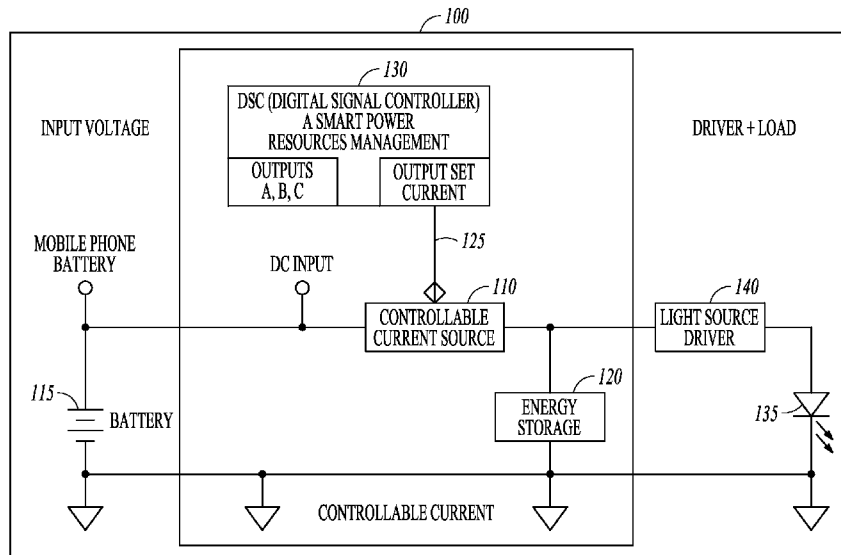 100
130
DSC (DIGITAL SIGNAL CONTROLLER)
A SMART POWER
RESOURCES MANAGEMENT
INPUT VOLTAGE
DRIVER + LOAD
OUTPUTS
A, B, C
OUTPUT SET
CURRENT
125
MOBILE PHONE
BATTERY
DC INPUT
110
140
CONTROLLABLE
CURRENT SOURCE
LIGHT SOURCE
DRIVER
115
BATTERY
120
ENERGY
STORAGE
135
CONTROLLABLE CURRENT